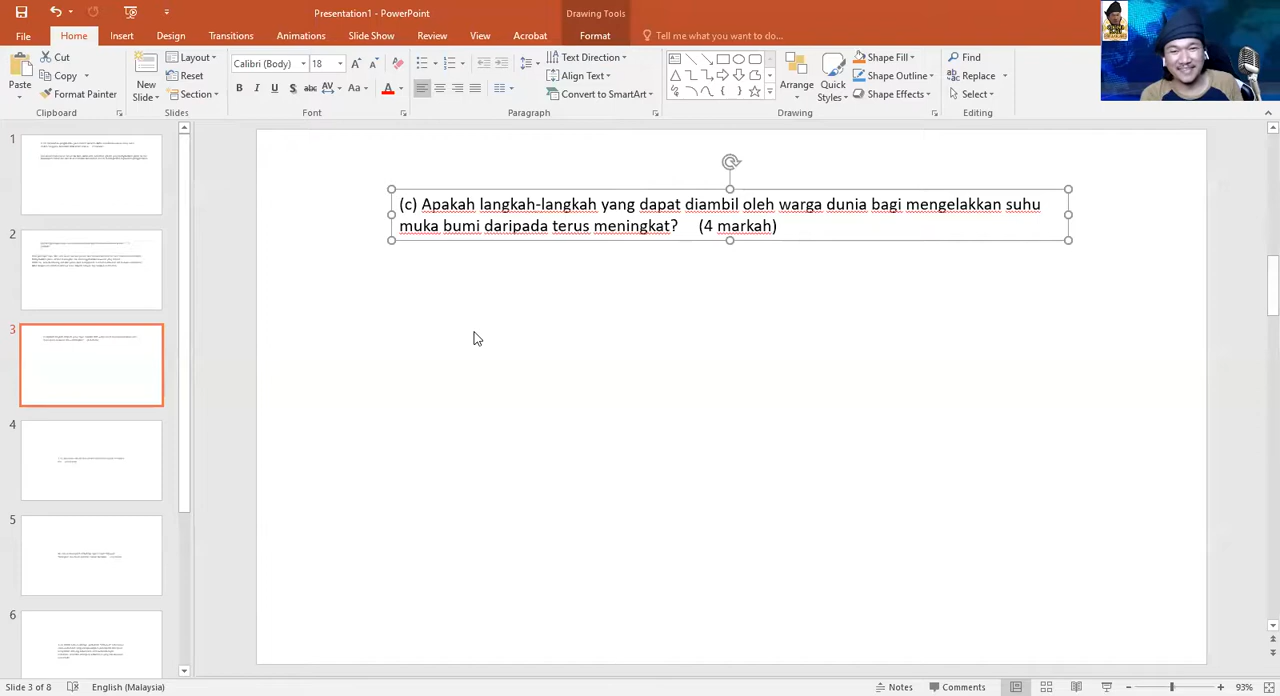 Presentation1 - PowerPoint
Drawing Tools
File Home Insert Design Transitions Animations Slide Show Review View Acrobat Format Tell me what you want to do...
Paste
Cut
Copy
Format Painter
Clipboard
New Slide
Layout
Reset
Section
Slides
Calibri (Body) 18
B I U S abc AV Aa A
Font
Text Direction
Align Text
Convert to SmartArt
Paragraph
Arrange
Quick Styles
Shape Fill
Shape Outline
Shape Effects
Drawing
Find
Replace
Select
Editing
1
2
3
4
5
6
(c) Apakah langkah-langkah yang dapat diambil oleh warga dunia bagi mengelakkan suhu
muka bumi daripada terus meningkat? (4 markah)
Slide 3 of 8 English (Malaysia) Notes Comments 93%